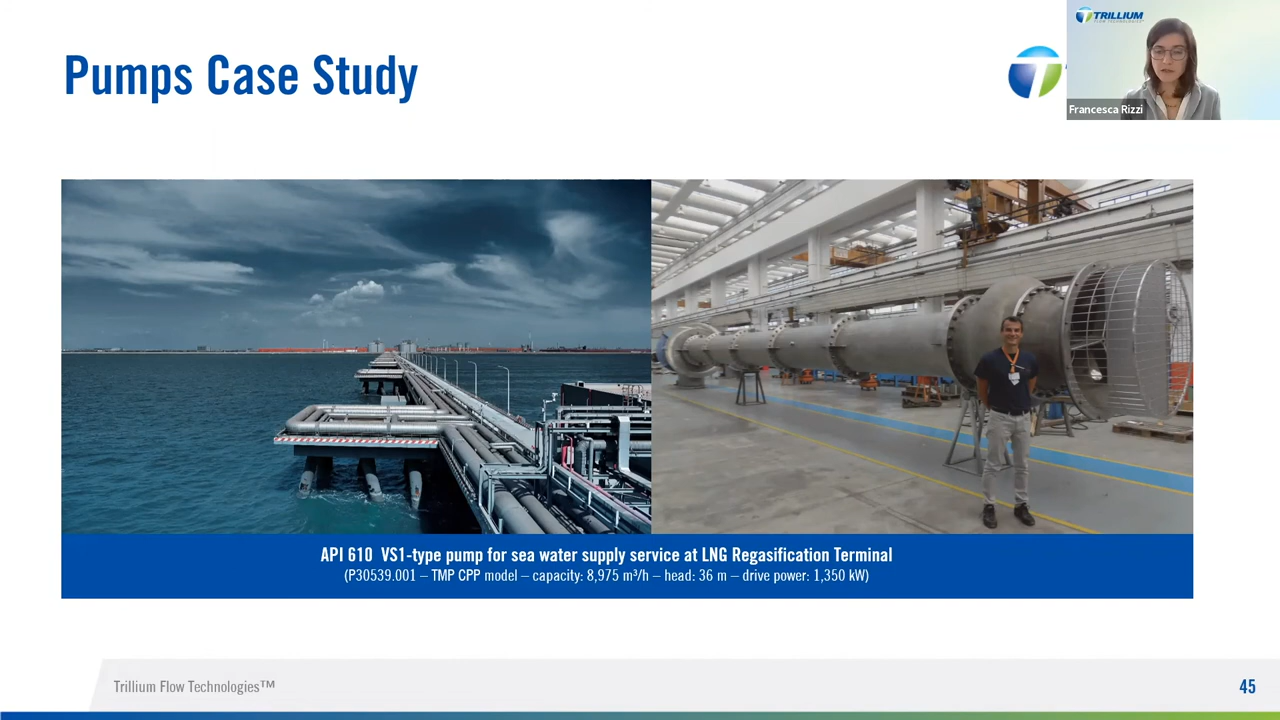 Pumps Case Study
TRILLIUM
FLOW TECHNOLOGIES
Francesca Rizzi
API 610 VS1-type pump for sea water supply service at LNG Regasification Terminal
(P30539.001 – TMP CPP model – capacity: 8,975 m³/h – head: 36 m – drive power: 1,350 kW)
Trillium Flow Technologies™
45